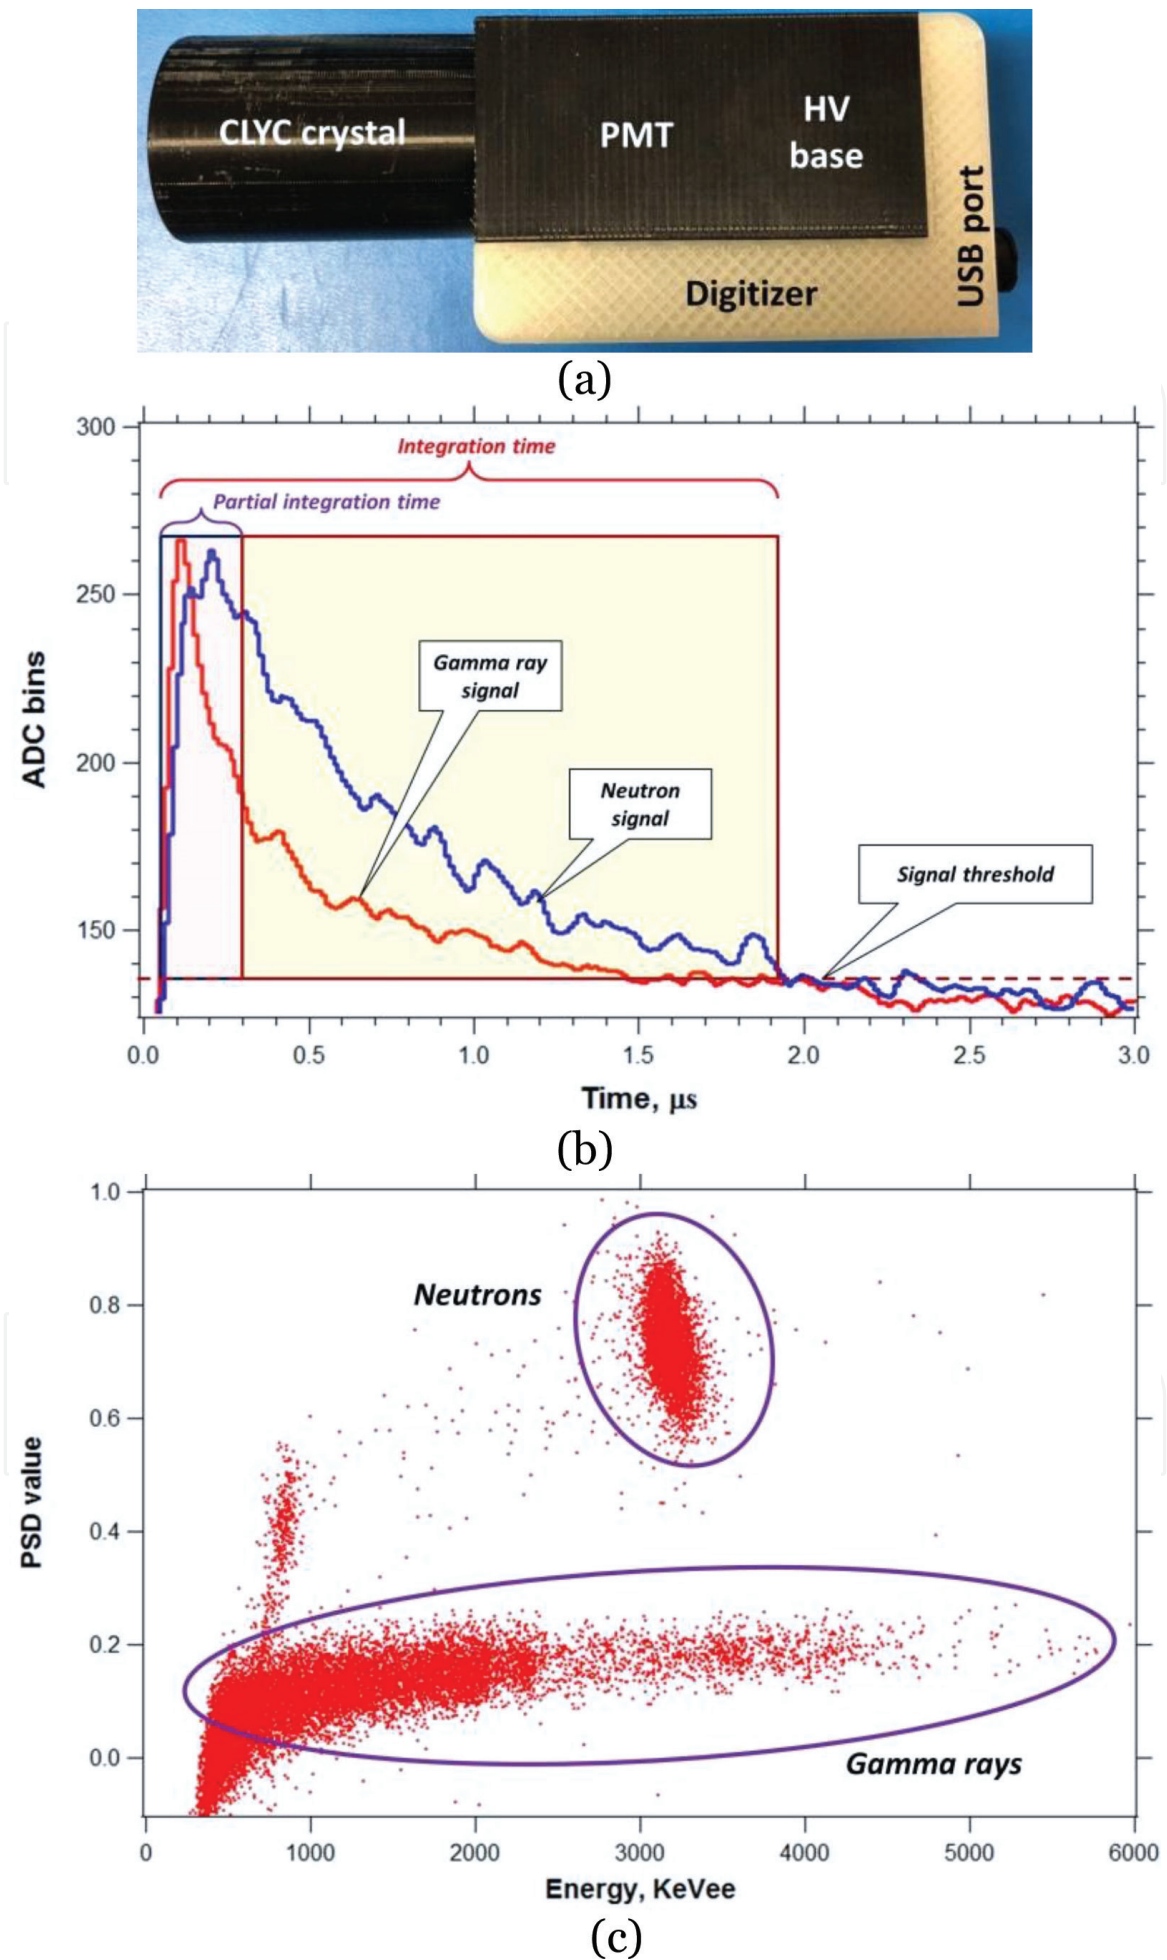 CLYC crystal
PMT
HV
base
USB port
Digitizer
(a)
300
250
200
150
ADC bins
Integration time
Partial integration time
Gamma ray
signal
Neutron
signal
Signal threshold
0.0 0.5 1.0 1.5 2.0 2.5 3.0
Time, µs
(b)
1.0
0.8
0.6
0.4
0.2
0.0
PSD value
Neutrons
Gamma rays
0 1000 2000 3000 4000 5000 6000
Energy, KeVee
(c)